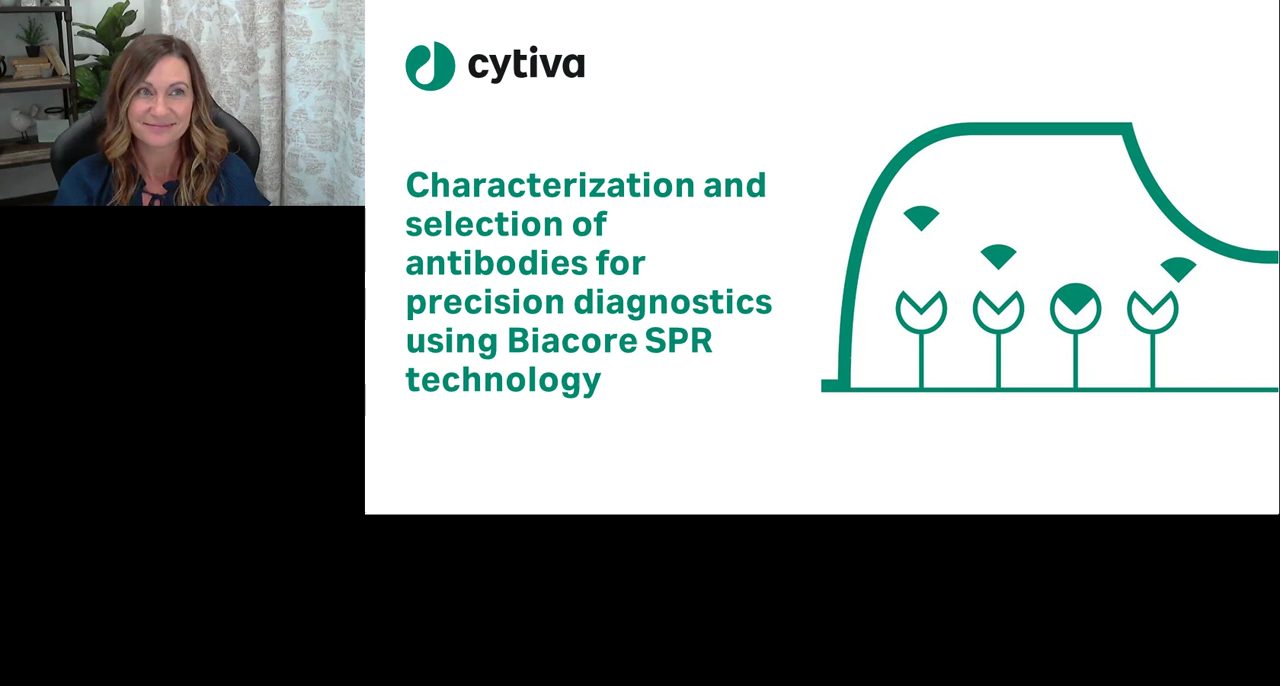 cytiva
Characterization and
selection of
antibodies for
precision diagnostics
using Biacore SPR
technology